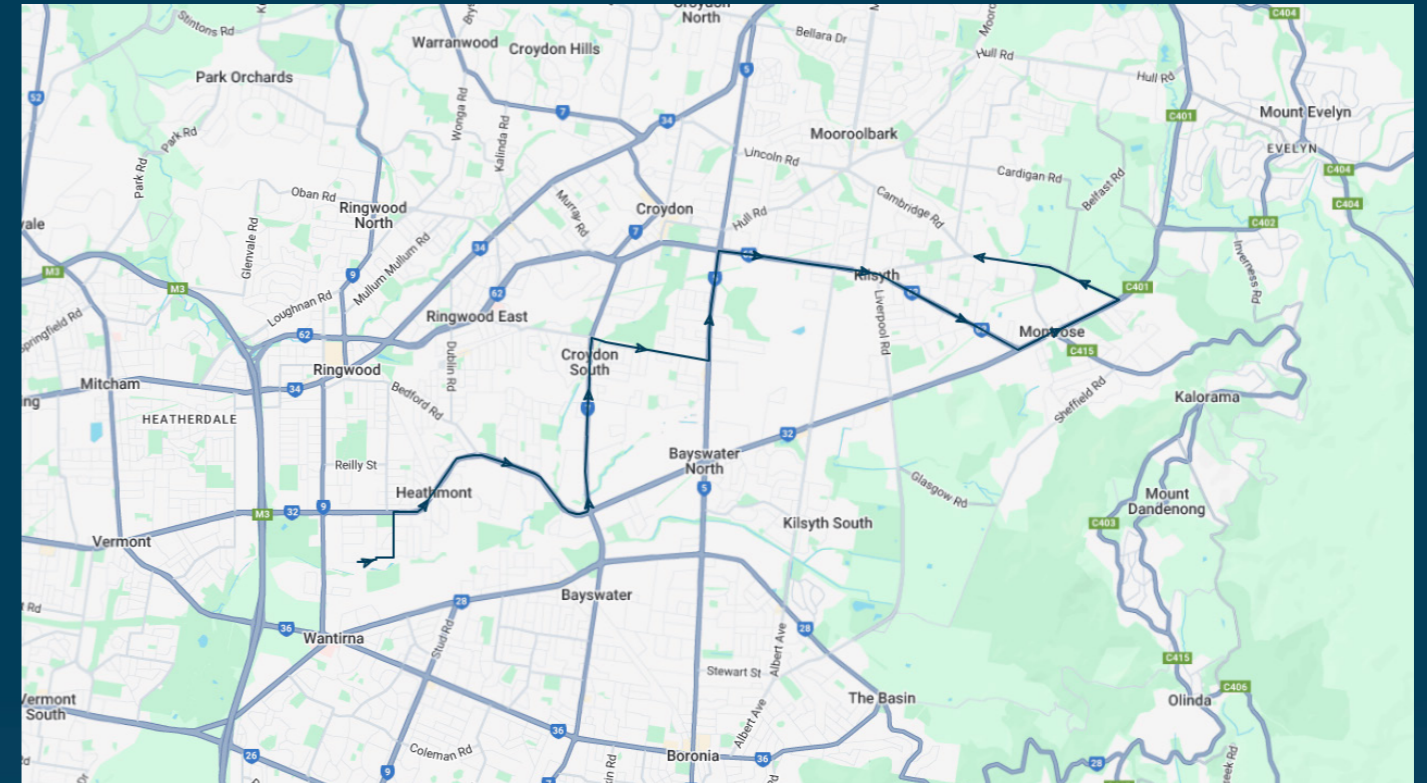 Croydon
North
C404
Stintons Rd
Warranwood
Croydon Hills
Bellara Dr
Hull Rd
Park Orchards
5
Hull Rd
52
7
34
C401
Mount Evelyn
Wonga Rd
Kalinda Rd
Park Rd
Park Rd
Mooroolbark
EVELYN
Lincoln Rd
C404
Cardigan Rd
Oban Rd
Murray Rd
Cambridge Rd
Belfast Rd
C404
Ringwood
North
Croydon
Hull Rd
C402
Glenvale Rd
7
Mullum Mullum Rd
34
M3
9
Kilsyth
Inverness Rd
M3
62
C401
Loughnan Rd
Liverpool Rd
Springfield Rd
62
Ringwood East
Montrose
Croydon
South
C415
Dublin Rd
Ringwood
Mitcham
34
Bedford Rd
Sheffield Rd
Kalorama
HEATHERDALE
32
Bayswater
North
Reilly St
5
Glasgow Rd
Heathmont
Mount
Dandenong
M3
32
9
Kilsyth South
C403
Vermont
Bayswater
28
36
Wantirna
28
Stud Rd
Albert Ave
C415
Stewart St
Vermont
South
The Basin
Olinda
C406
Albert Ave
36
26
Coleman Rd
Boronia
36
9
28